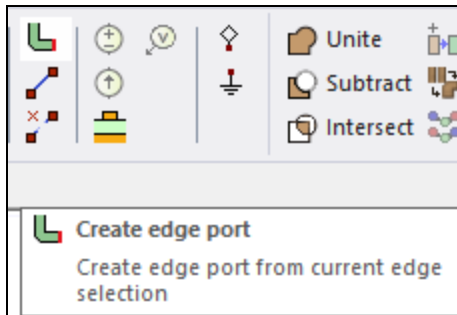 Unite
Subtract
Intersect
Create edge port
Create edge port from current edge
selection